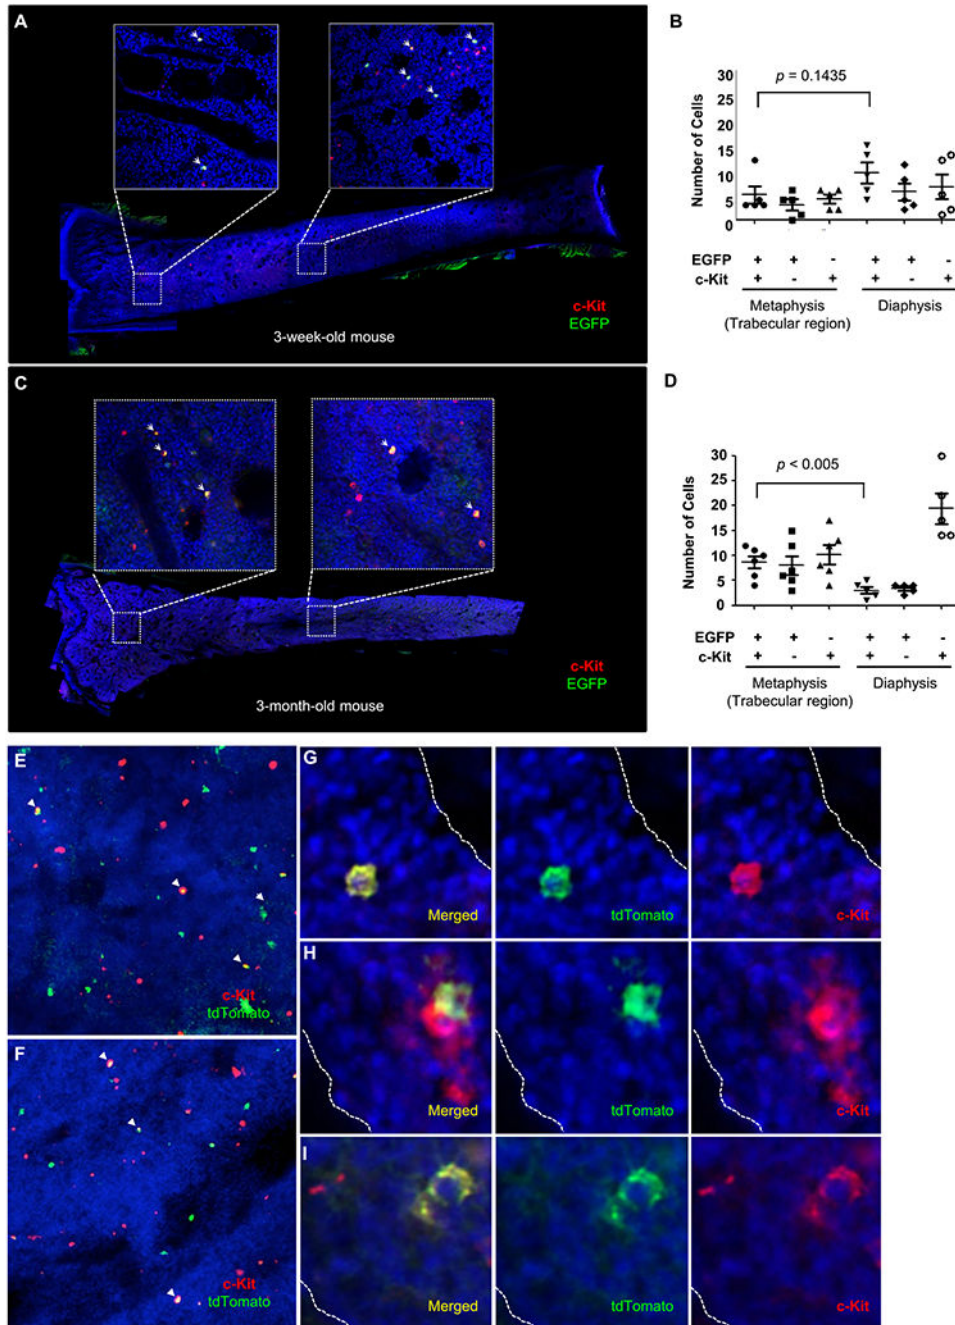 A
c-Kit
EGFP
3-week-old mouse
B
p = 0.1435
Number of Cells
30
25
20
15
10
5
0
EGFP + + - + + -
c-Kit + - + + - +
Metaphysis
(Trabecular region)
Diaphysis
C
c-Kit
EGFP
3-month-old mouse
D
p < 0.005
Number of Cells
30
25
20
15
10
5
0
EGFP + + - + + -
c-Kit + - + + - +
Metaphysis
(Trabecular region)
Diaphysis
E
c-Kit
tdTomato
F
c-Kit
tdTomato
G
Merged
tdTomato
c-Kit
H
Merged
tdTomato
c-Kit
I
Merged
tdTomato
c-Kit